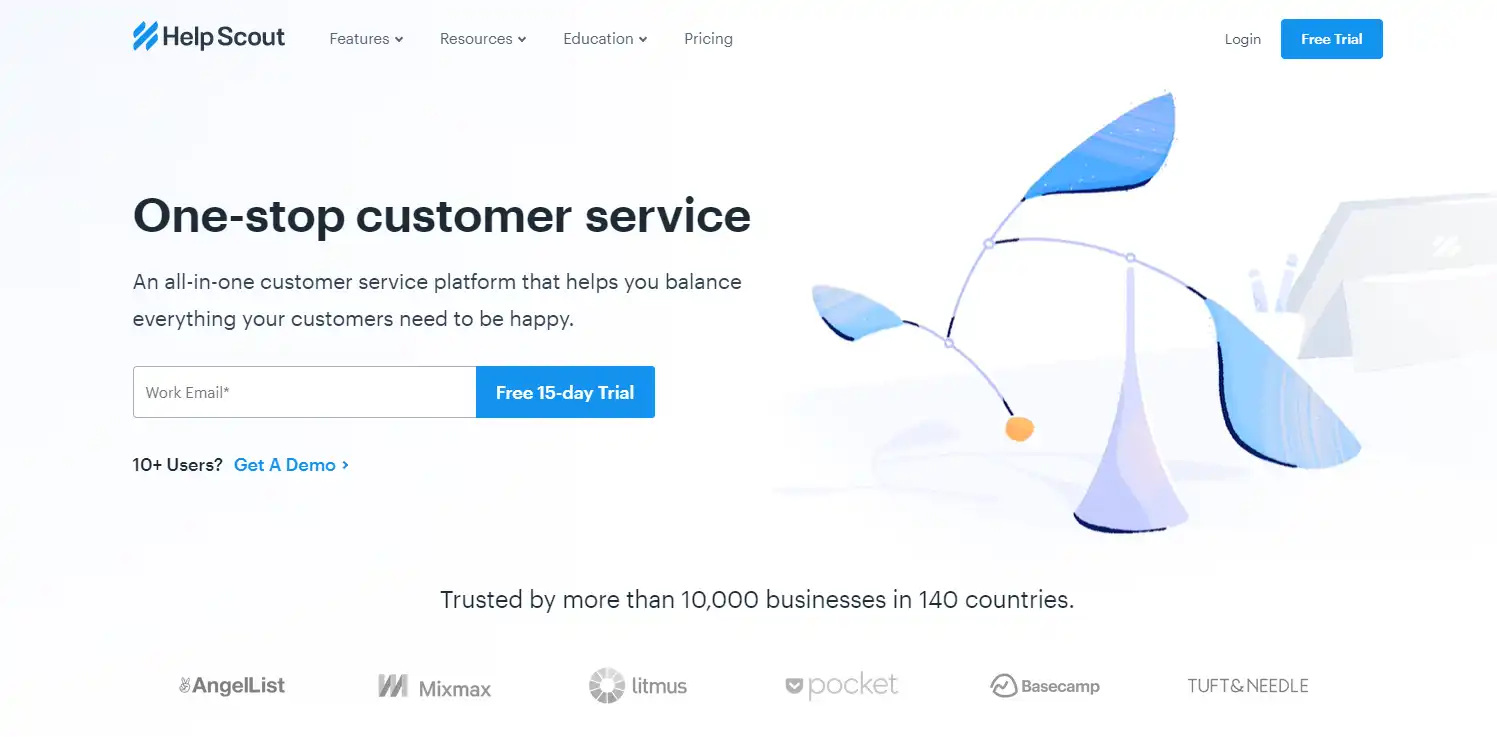 Help Scout
Features
Resources
Education
Pricing
Login
Free Trial
One-stop customer service
An all-in-one customer service platform that helps you balance
everything your customers need to be happy.
Work Email*
Free 15-day Trial
10+ Users? Get A Demo ›
Trusted by more than 10,000 businesses in 140 countries.
AngelList
Mixmax
litmus
pocket
Basecamp
TUFT&NEEDLE